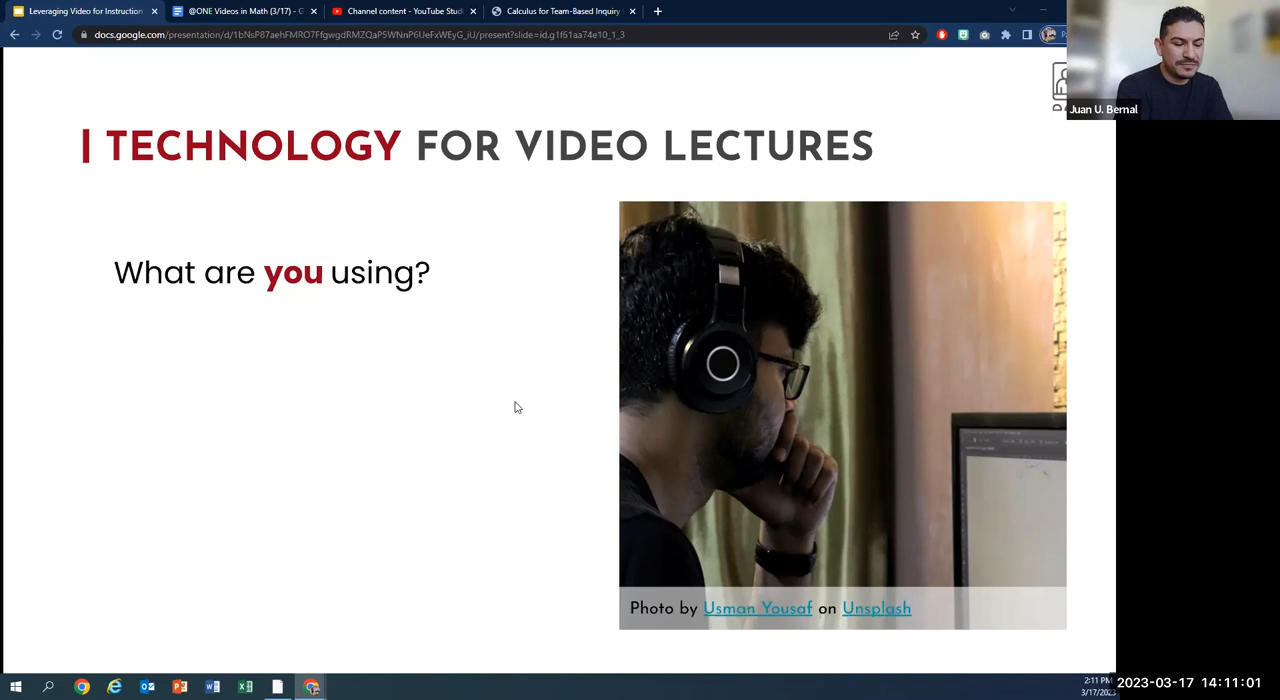 Leveraging Video for Instruction
@ONE Videos in Math (3/17) - G
Channel content - YouTube Stud
Calculus for Team-Based Inquiry
docs.google.com/presentation/d/1bNsP87aehFMRO7FfgwgdRMZQaP5WNnP6UeFxWEyG_iU/present?slide=id.g1f61aa74e10_1_3
Juan U. Bernal
TECHNOLOGY FOR VIDEO LECTURES
What are you using?
Photo by Usman Yousaf on Unsplash
2:11 PM
3/17/2023
2023-03-17 14:11:01